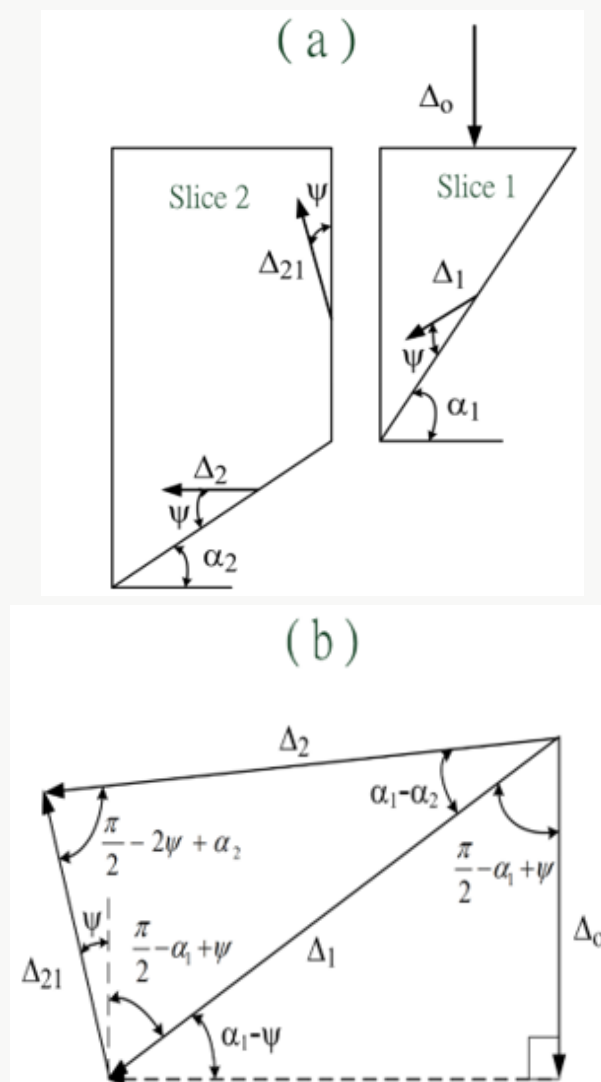 (a)
Δₒ
Slice 2
Slice 1
ψ
Δ₂₁
Δ₁
ψ
α₁
Δ₂
ψ
α₂
(b)
Δ₂
α₁-α₂
π/2 - 2ψ + α₂
π/2 - α₁ + ψ
ψ
π/2 - α₁ + ψ
Δ₁
Δₒ
Δ₂₁
α₁-ψ